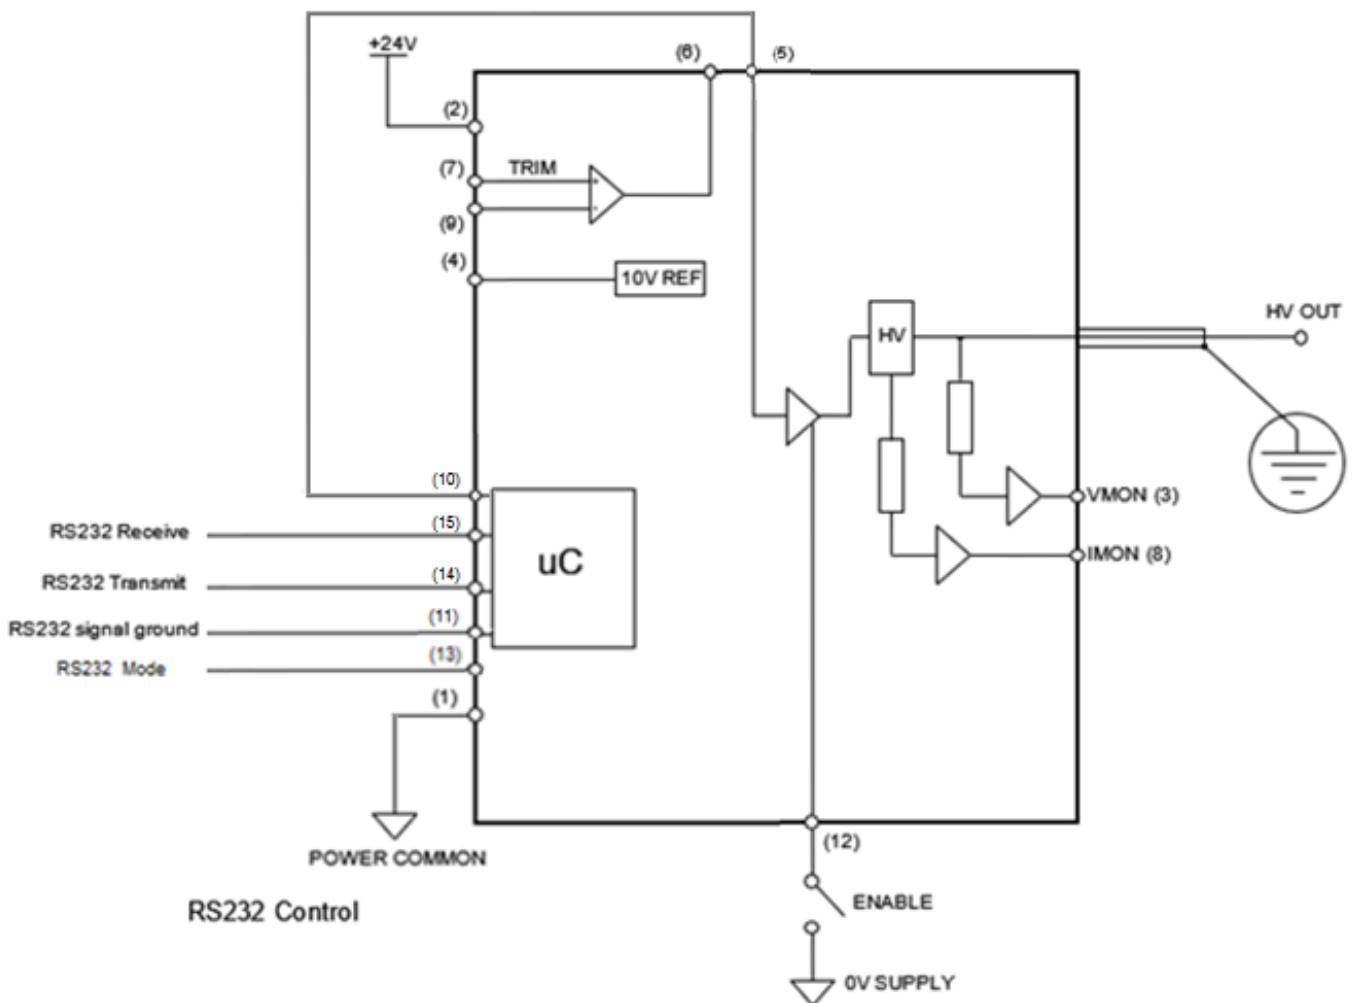 +24V
(6)
(5)
(2)
(7)
TRIM
+
-
(9)
(4)
10V REF
HV
HV OUT
(10)
VMON (3)
RS232 Receive
(15)
uC
IMON (8)
RS232 Transmit
(14)
RS232 signal ground
(11)
RS232 Mode
(13)
(1)
POWER COMMON
(12)
RS232 Control
ENABLE
0V SUPPLY